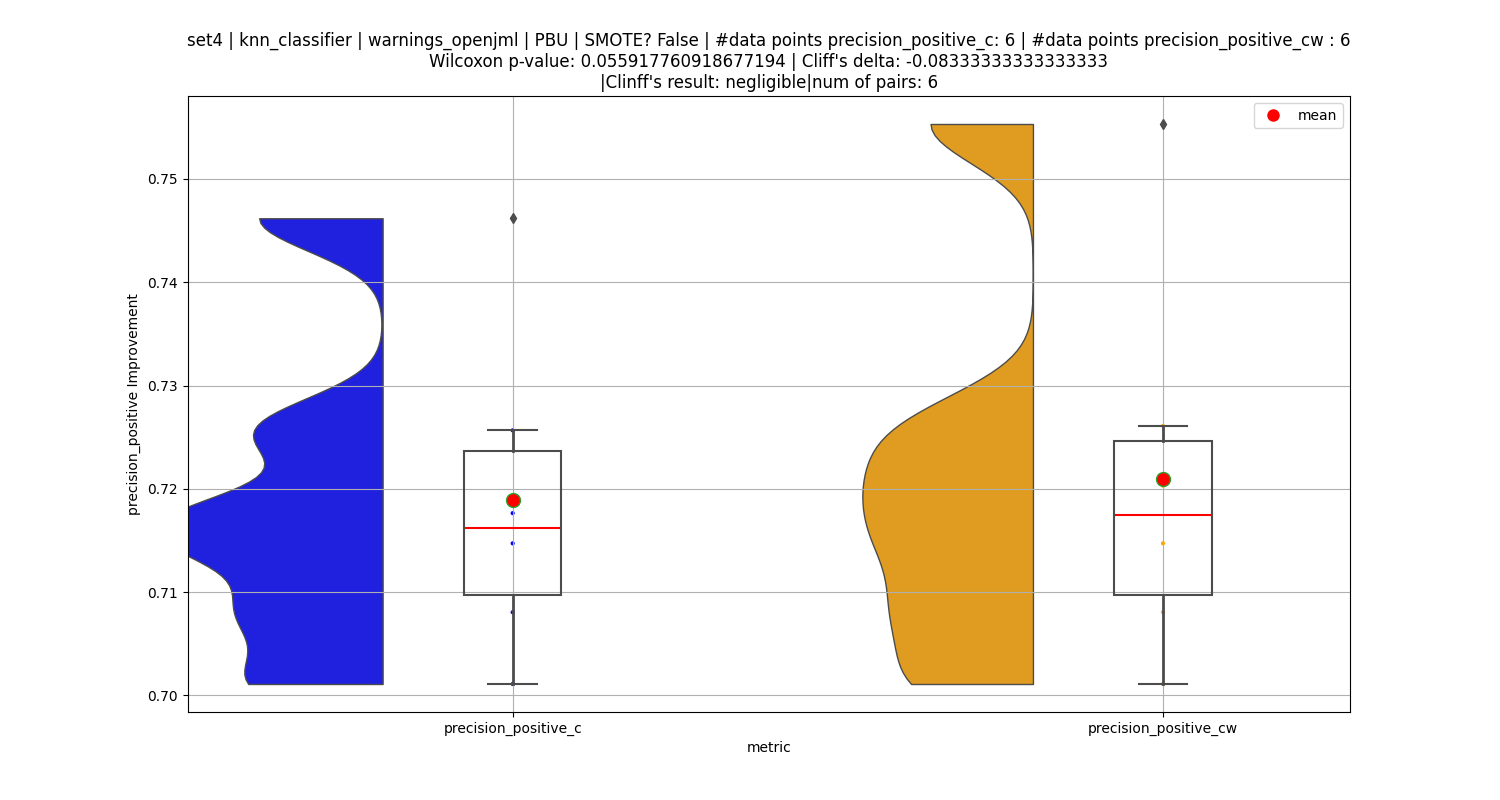 set4 | knn_classifier | warnings_openjml | PBU | SMOTE? False | #data points precision_positive_c: 6 | #data points precision_positive_cw : 6
Wilcoxon p-value: 0.055917760918677194 | Cliff's delta: -0.08333333333333333
|Clinff's result: negligible|num of pairs: 6
mean
0.75
0.74
0.73
0.72
0.71
0.70
precision_positive Improvement
precision_positive_c
precision_positive_cw
metric